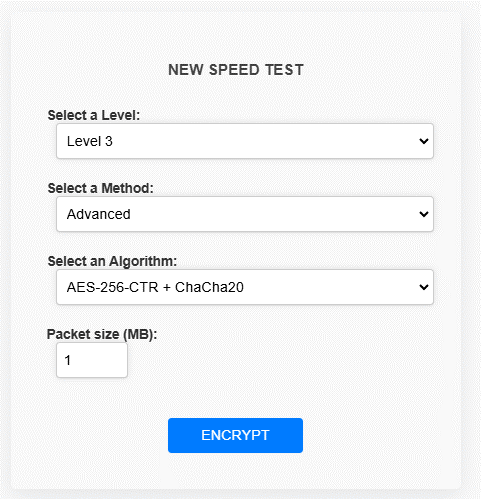 NEW SPEED TEST
Select a Level:
Level 3
Select a Method:
Advanced
Select an Algorithm:
AES-256-CTR + ChaCha20
Packet size (MB):
1
ENCRYPT